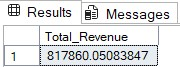 Results Messages
Total_Revenue
1 817860.05083847